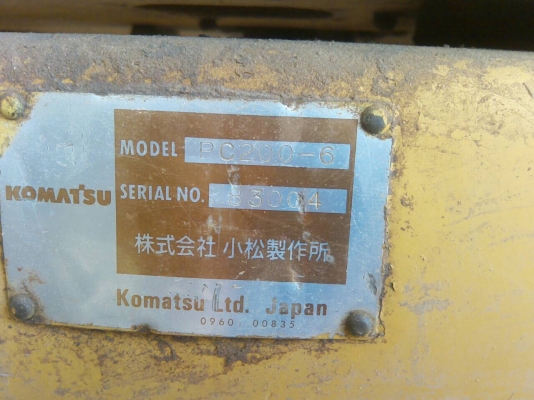 MODEL PC200-6
KOMATSU
SERIAL NO.
株式会社 小松製作所
Komatsu Ltd. Japan
0960 00835